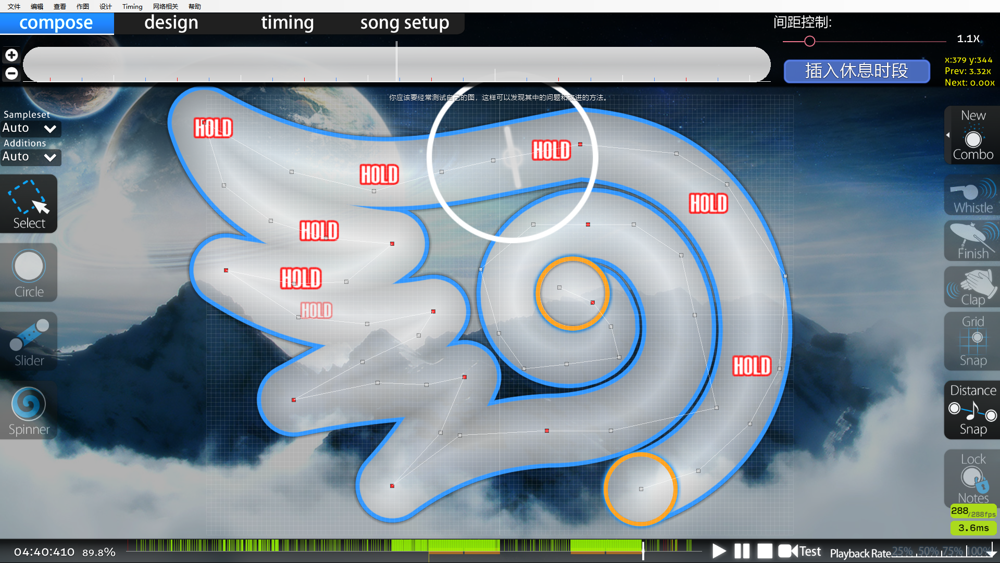 文件 编辑 查看 作图 设计 Timing 网络相关 帮助
compose design timing song setup
间距控制:
1.1x
插入休息时段
x:379 y:344
Prev: 3.32x
Next: 0.00x
你应该要经常测试自己的图，这样可以发现其中的问题和改进的方法。
Sampleset
Auto
Additions
Auto
Select
Circle
Slider
Spinner
HOLD
HOLD
HOLD
HOLD
HOLD
HOLD
HOLD
HOLD
New
Combo
Whistle
Finish
Clap
Grid
Snap
Distance
Snap
Lock
Notes
288/288fps
3.6ms
04:40:410 89.8%
Test
Playback Rate 25% 50% 75% 100%